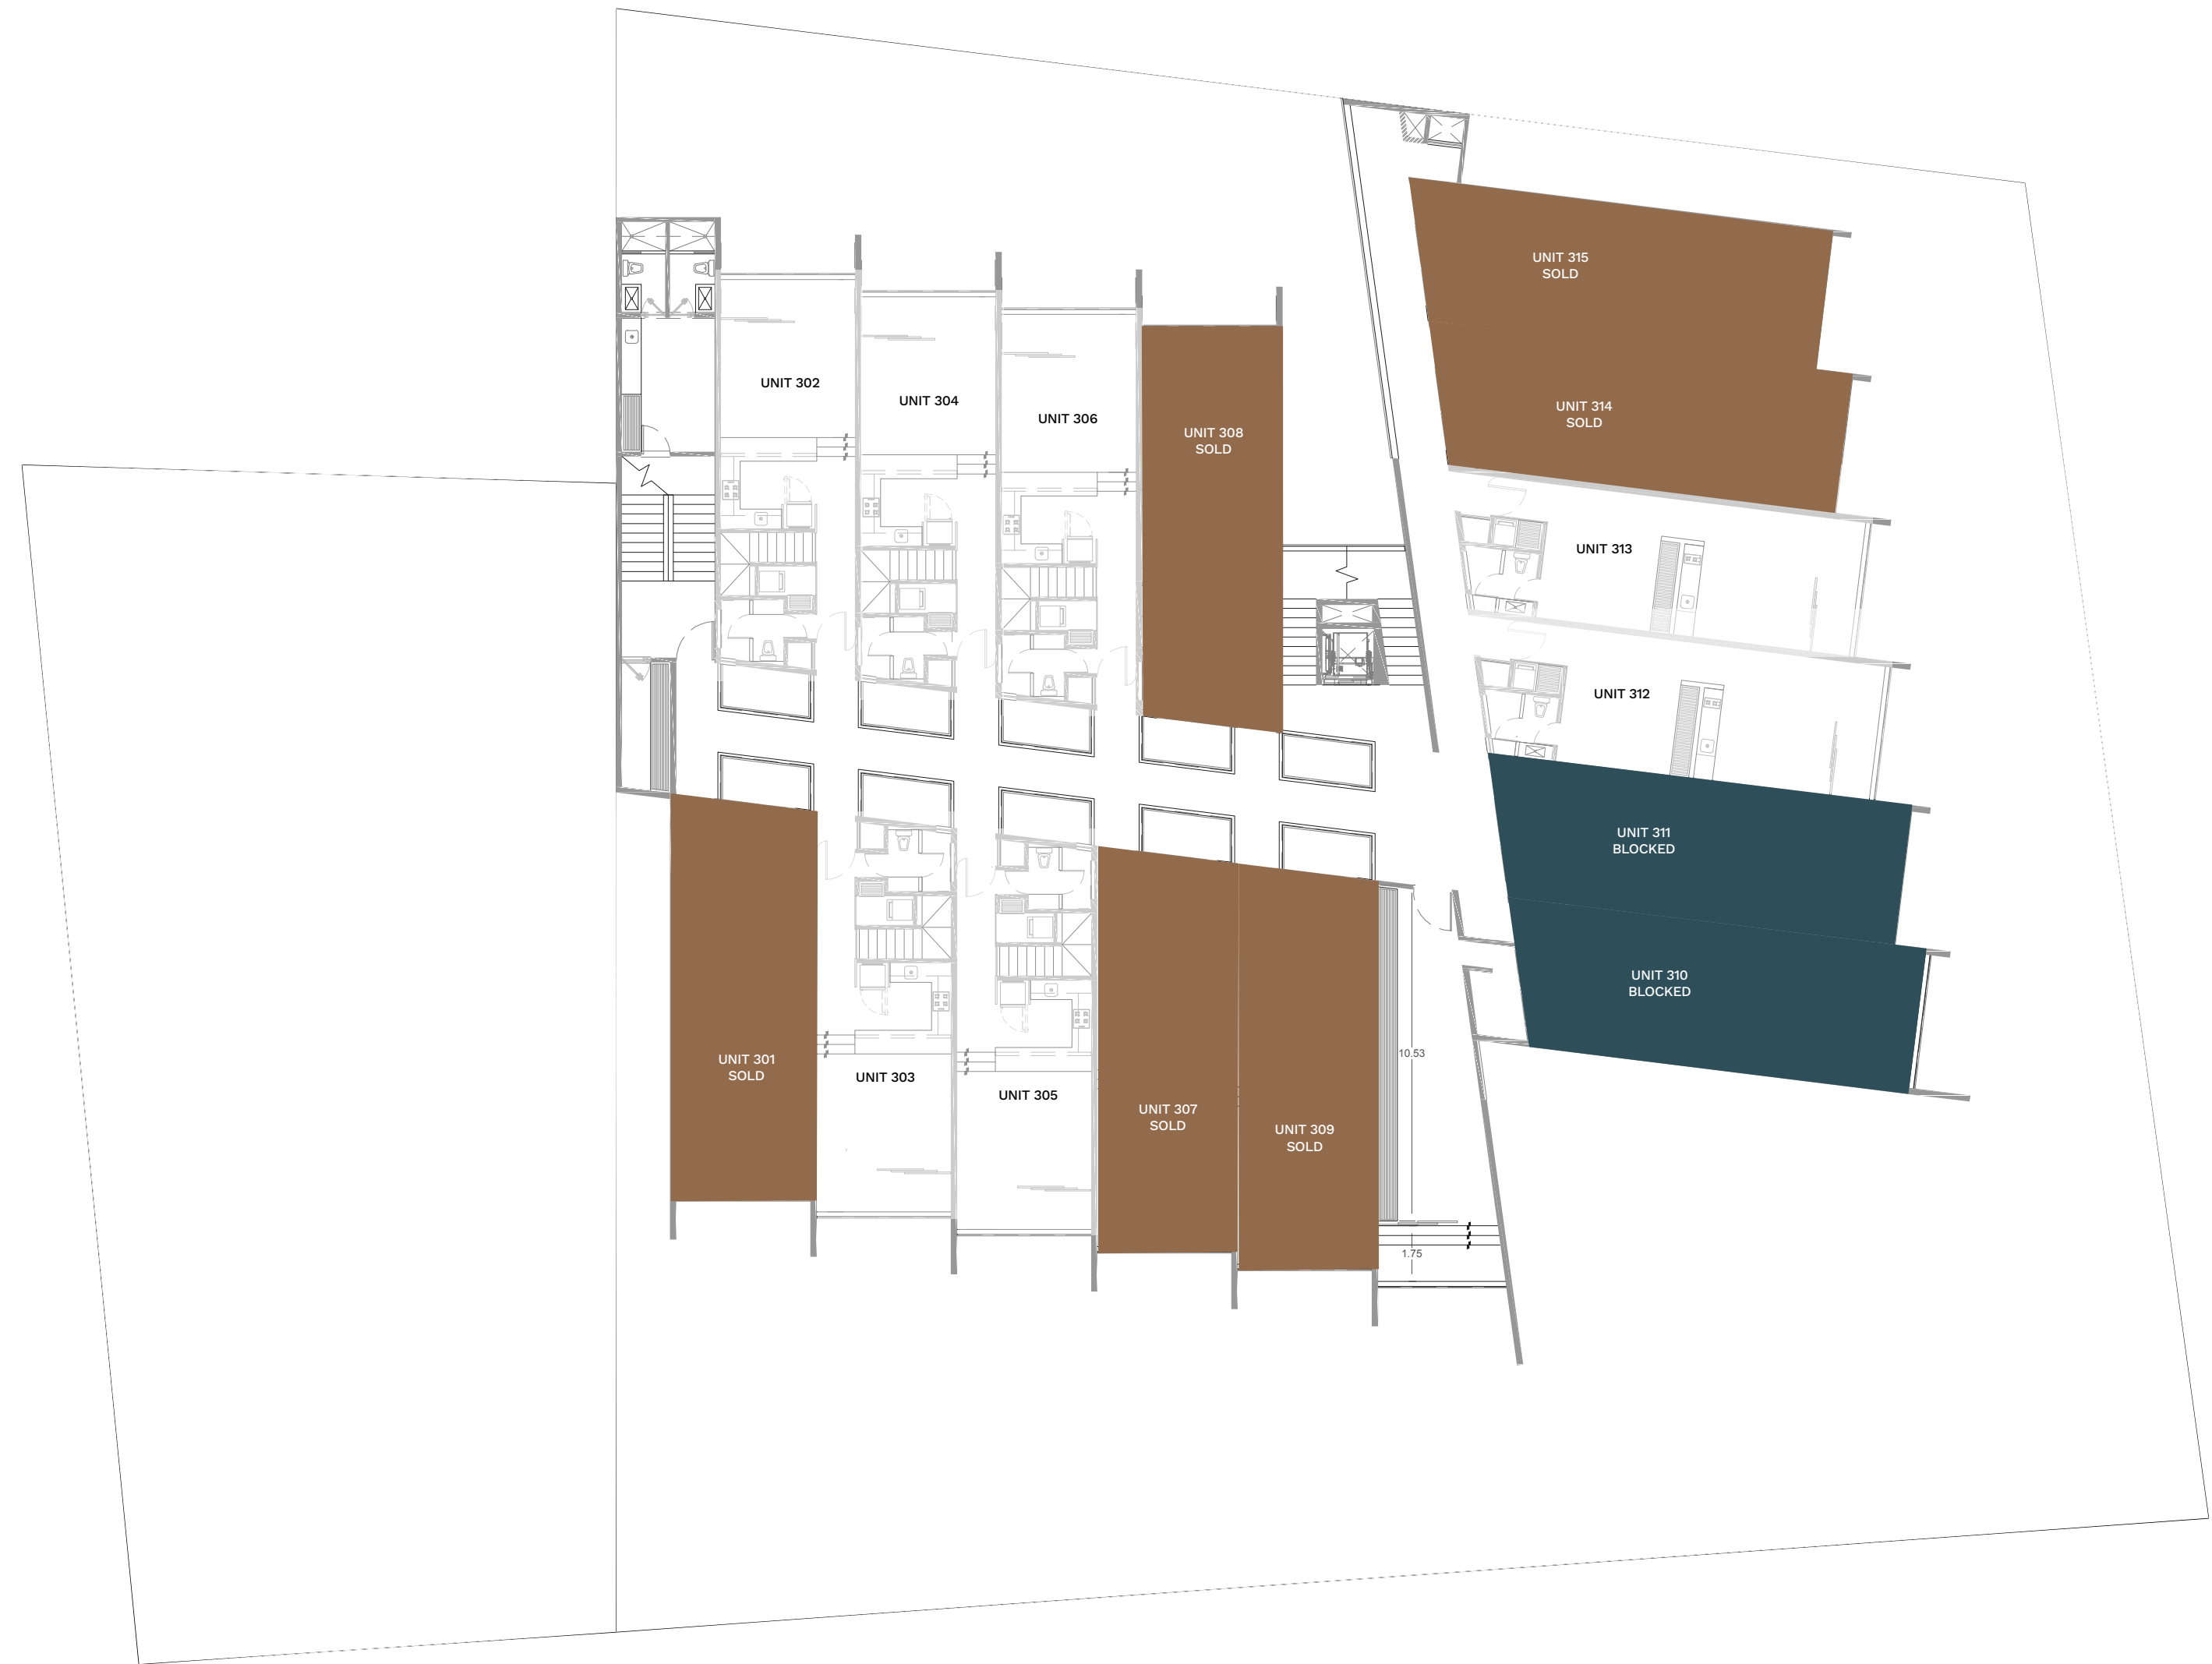 UNIT 315
SOLD
UNIT 302
UNIT 304
UNIT 306
UNIT 308
SOLD
UNIT 314
SOLD
UNIT 313
UNIT 312
UNIT 311
BLOCKED
UNIT 310
BLOCKED
UNIT 301
SOLD
UNIT 303
UNIT 305
UNIT 307
SOLD
UNIT 309
SOLD
10.53
1.75